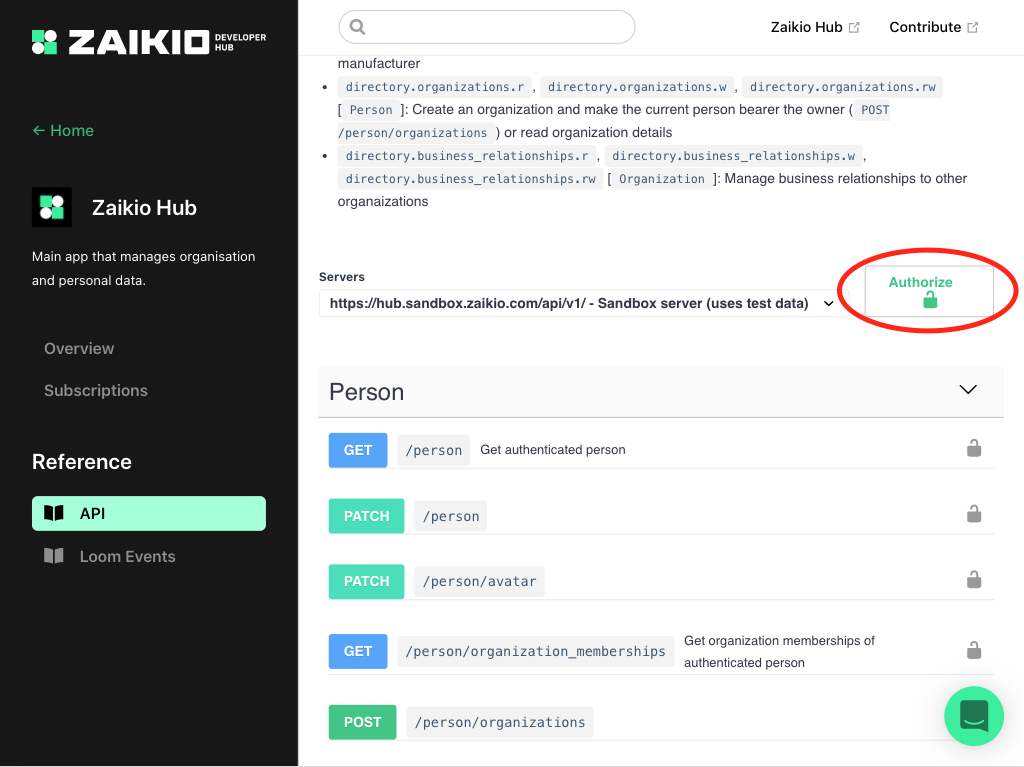 ZAIKIO DEVELOPER HUB
Zaikio Hub
Contribute
← Home
Zaikio Hub
Main app that manages organisation
and personal data.
Overview
Subscriptions
Reference
API
Loom Events
manufacturer
• directory.organizations.r , directory.organizations.w , directory.organizations.rw
[ Person ]: Create an organization and make the current person bearer the owner ( POST
/person/organizations ) or read organization details
• directory.business_relationships.r , directory.business_relationships.w ,
directory.business_relationships.rw [ Organization ]: Manage business relationships to other
organaizations
Servers
https://hub.sandbox.zaikio.com/api/v1/ - Sandbox server (uses test data)
Authorize
Person
GET /person Get authenticated person
PATCH /person
PATCH /person/avatar
GET /person/organization_memberships Get organization memberships of
authenticated person
POST /person/organizations